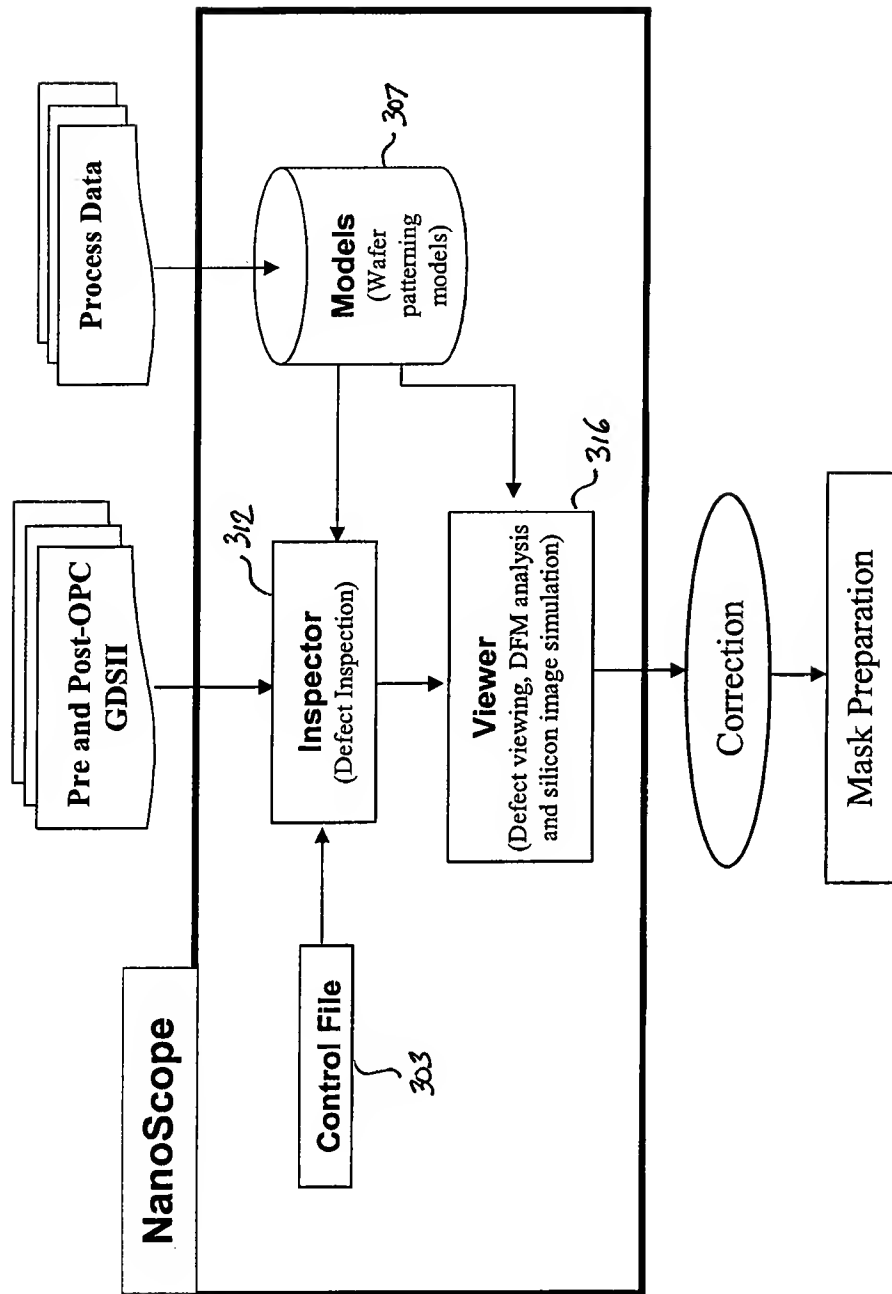 NanoScope
Pre and Post-OPC
GDSII
Process Data
Control File
303
312
Inspector
(Defect Inspection)
Models
(Wafer
patterning
models)
307
Viewer
(Defect viewing, DFM analysis
and silicon image simulation)
316
Correction
Mask Preparation